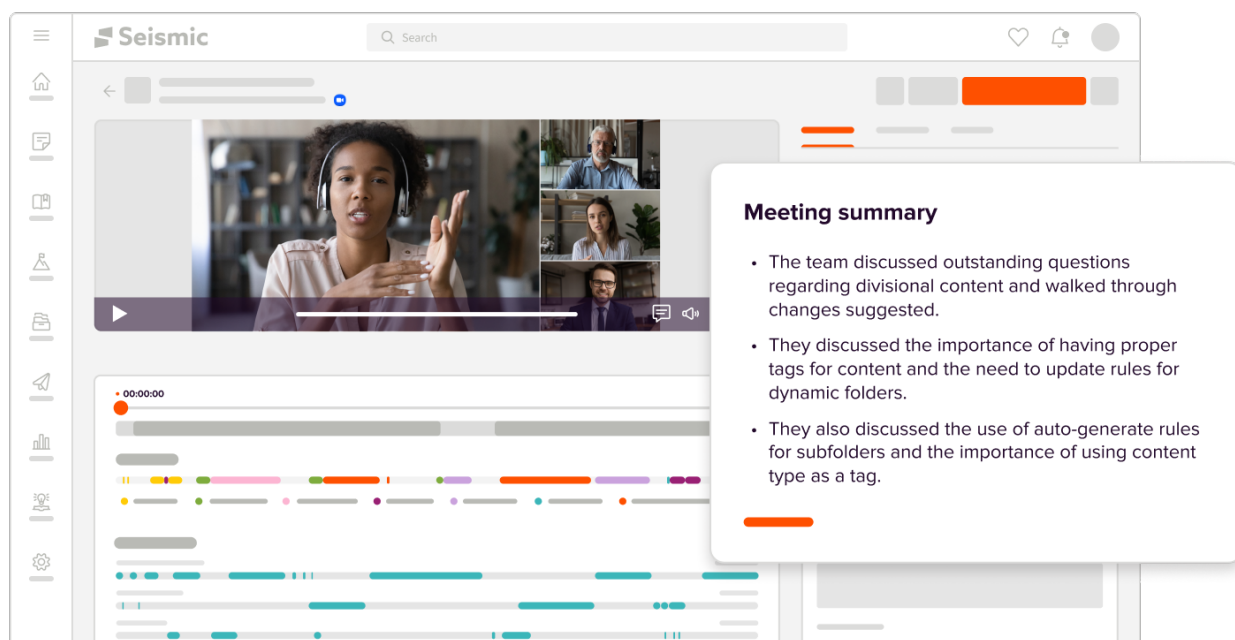 Seismic
Search
00:00:00
Meeting summary
• The team discussed outstanding questions
regarding divisional content and walked through
changes suggested.
• They discussed the importance of having proper
tags for content and the need to update rules for
dynamic folders.
• They also discussed the use of auto-generate rules
for subfolders and the importance of using content
type as a tag.